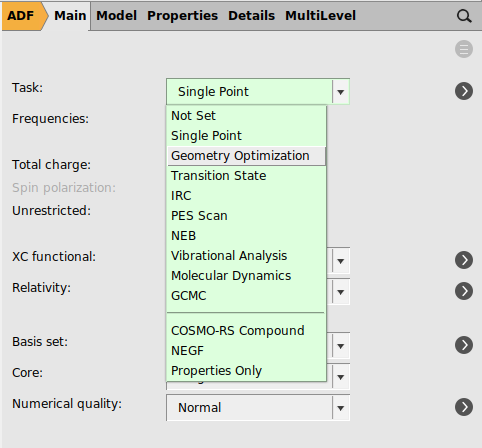 ADF Main Model Properties Details MultiLevel
Task: Single Point
Frequencies: Not Set
Single Point
Geometry Optimization
Total charge: Transition State
Spin polarization: IRC
Unrestricted: PES Scan
NEB
XC functional: Vibrational Analysis
Molecular Dynamics
Relativity: GCMC
COSMO-RS Compound
Basis set: NEGF
Core: Properties Only
Numerical quality: Normal